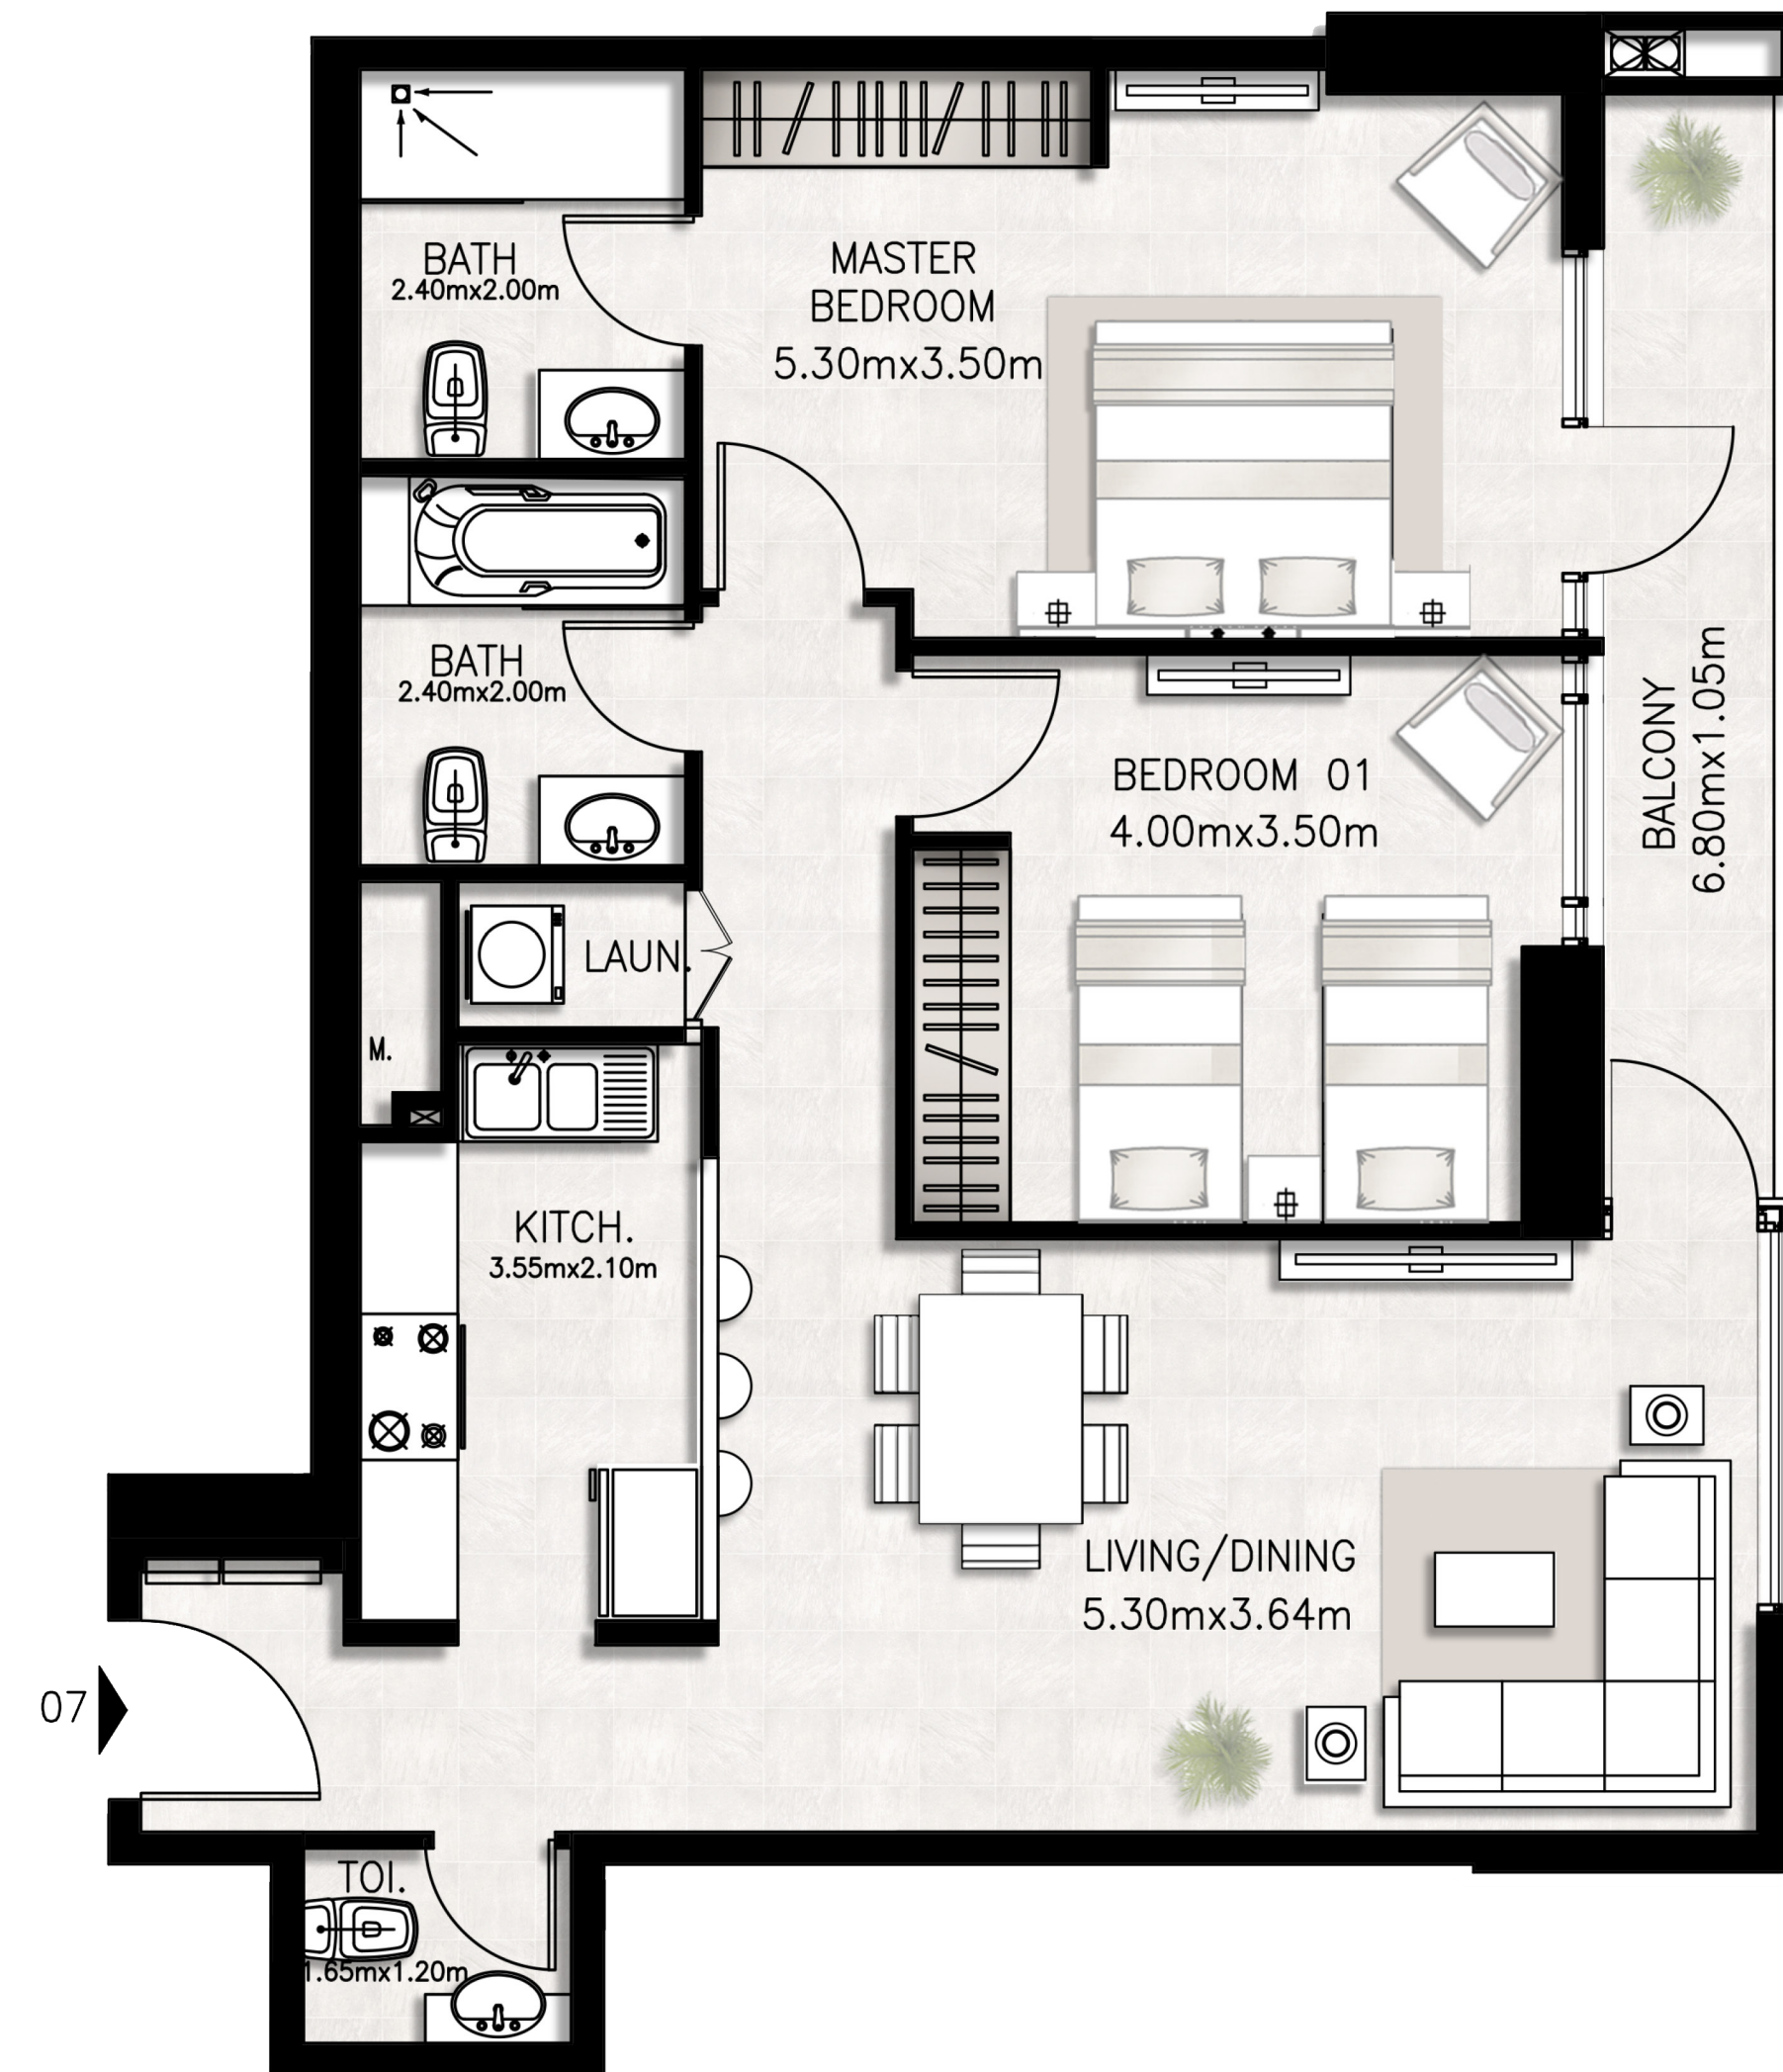 BATH
2.40mx2.00m
MASTER
BEDROOM
5.30mx3.50m
BATH
2.40mx2.00m
BEDROOM 01
4.00mx3.50m
BALCONY
6.80mx1.05m
LAUN.
M.
KITCH.
3.55mx2.10m
LIVING/DINING
5.30mx3.64m
07
TOI.
1.65mx1.20m